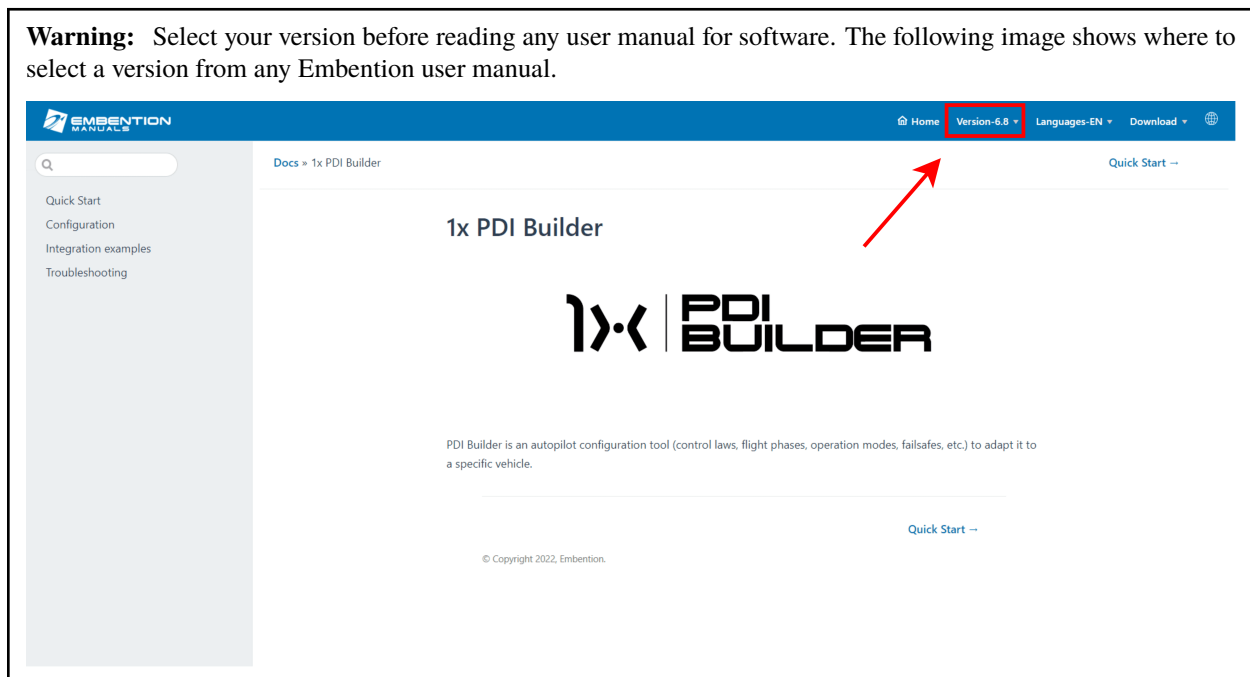 Warning: Select your version before reading any user manual for software. The following image shows where to
select a version from any Embention user manual.
EMBENTION
MANUALS
Home Version-6.8 Languages-EN Download
Docs » 1x PDI Builder
Quick Start →
Quick Start
Configuration
Integration examples
Troubleshooting
1x PDI Builder
1x PDI
BUILDER
PDI Builder is an autopilot configuration tool (control laws, flight phases, operation modes, failsafes, etc.) to adapt it to
a specific vehicle.
Quick Start →
© Copyright 2022, Embention.